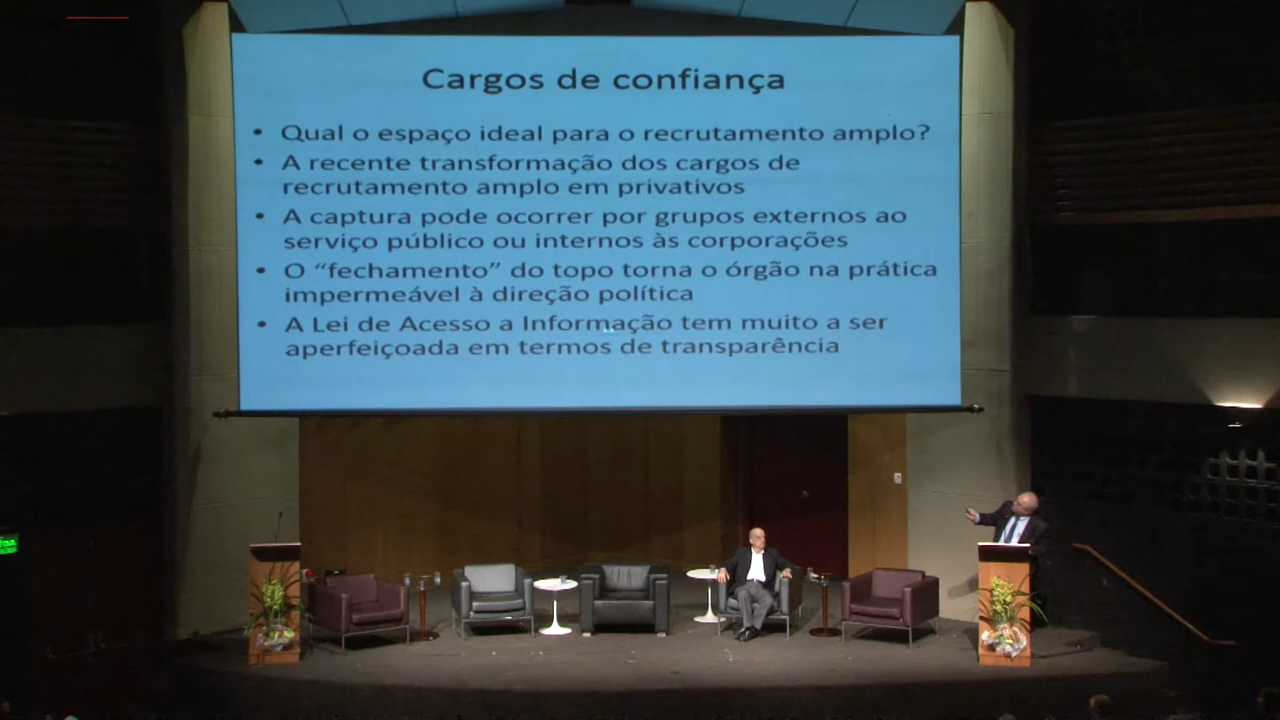 Cargos de confiança
• Qual o espaço ideal para o recrutamento amplo?
• A recente transformação dos cargos de
recrutamento amplo em privativos
• A captura pode ocorrer por grupos externos ao
serviço público ou internos às corporações
• O “fechamento” do topo torna o órgão na prática
impermeável à direção política
• A Lei de Acesso a Informação tem muito a ser
aperfeiçoada em termos de transparência